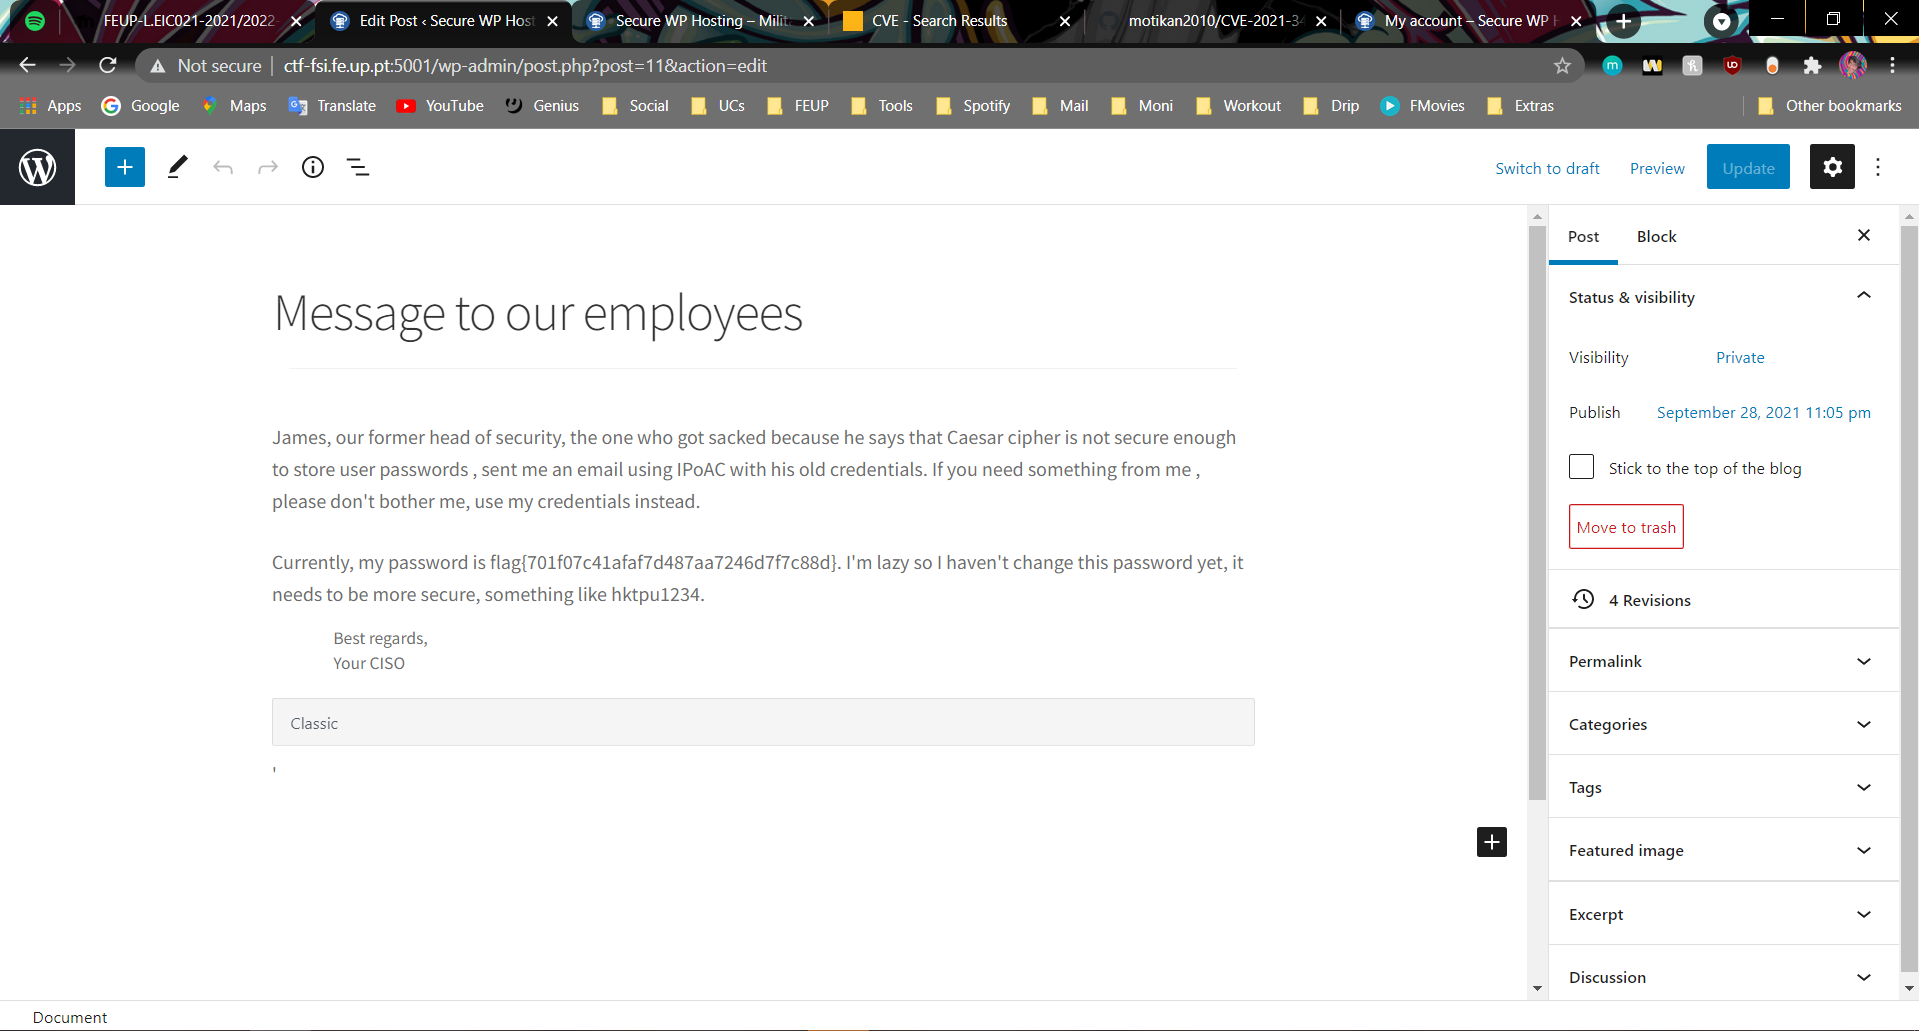 FEUP-L.EIC021-2021/2022-
Edit Post ‹ Secure WP Host
Secure WP Hosting – Milit
CVE - Search Results
motikan2010/CVE-2021-34
My account – Secure WP H
Not secure
ctf-fsi.fe.up.pt:5001/wp-admin/post.php?post=11&action=edit
Apps
Google
Maps
Translate
YouTube
Genius
Social
UCs
FEUP
Tools
Spotify
Mail
Moni
Workout
Drip
FMovies
Extras
Other bookmarks
Switch to draft
Preview
Update
Message to our employees
James, our former head of security, the one who got sacked because he says that Caesar cipher is not secure enough
to store user passwords , sent me an email using IPoAC with his old credentials. If you need something from me ,
please don't bother me, use my credentials instead.
Currently, my password is flag{701f07c41afaf7d487aa7246d7f7c88d}. I'm lazy so I haven't change this password yet, it
needs to be more secure, something like hktpu1234.
Best regards,
Your CISO
Classic
'
Post
Block
Status & visibility
Visibility
Private
Publish
September 28, 2021 11:05 pm
Stick to the top of the blog
Move to trash
4 Revisions
Permalink
Categories
Tags
Featured image
Excerpt
Discussion
Document